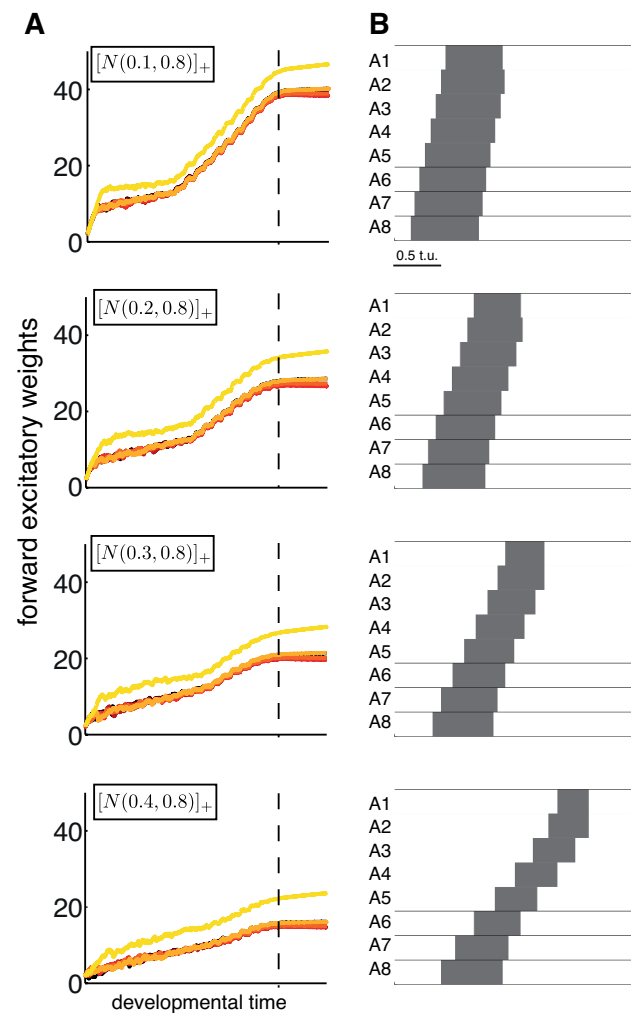 A
B
forward excitatory weights
[N(0.1, 0.8)]+
40
20
0
A1
A2
A3
A4
A5
A6
A7
A8
0.5 t.u.
[N(0.2, 0.8)]+
40
20
0
A1
A2
A3
A4
A5
A6
A7
A8
[N(0.3, 0.8)]+
40
20
0
A1
A2
A3
A4
A5
A6
A7
A8
[N(0.4, 0.8)]+
40
20
0
A1
A2
A3
A4
A5
A6
A7
A8
developmental time